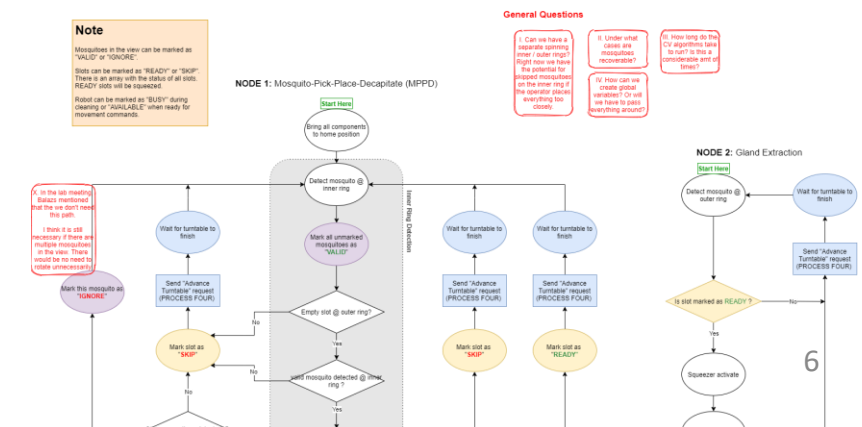 General Questions
Note
Mosquitoes in the view can be marked as
"VALID" or "IGNORE".
Slots can be marked as "READY" or "SKIP".
There is an array with the status of all slots.
READY slots will be squeezed.
Robot can be marked as "BUSY" during
cleaning or "AVAILABLE" when ready for
movement commands.
I. Can we have a
separate spinning
inner / outer rings?
Right now we have
the potential for
skipped mosquitoes
on the inner ring if
the operator places
everything too
closely.
II. Under what
cases are
mosquitoes
recoverable?
III. How long do the
CV algorithms take
to run? Is this a
considerable amt of
times?
IV. How can we
create global
variables? Or will
we have to pass
everything around?
NODE 1: Mosquito-Pick-Place-Decapitate (MPPD)
Start Here
Bring all components
to home position
Detect mosquito @
inner ring
Inner Ring Detection
Mark all unmarked
mosquitoes as
"VALID"
Empty slot @ outer ring?
No
Yes
valid mosquito detected @ inner
ring ?
No
Yes
X. In the lab meeting
Balazs mentioned
that the we don't need
this path
I think it is still
necessary if there are
multiple mosquitoes
in the view. There
would be no need to
rotate unnecessarily
Mark this mosquito as
"IGNORE"
Wait for turntable to
finish
Send "Advance
Turntable" request
(PROCESS FOUR)
Mark slot as
"SKIP"
No
Wait for turntable to
finish
Send "Advance
Turntable" request
(PROCESS FOUR)
Mark slot as
"SKIP"
Wait for turntable to
finish
Send "Advance
Turntable" request
(PROCESS FOUR)
Mark slot as
"READY"
NODE 2: Gland Extraction
Start Here
Detect mosquito @
outer ring
Wait for turntable to
finish
Send "Advance
Turntable" request
(PROCESS FOUR)
Is slot marked as READY ?
No
Yes
Squeezer activate
6